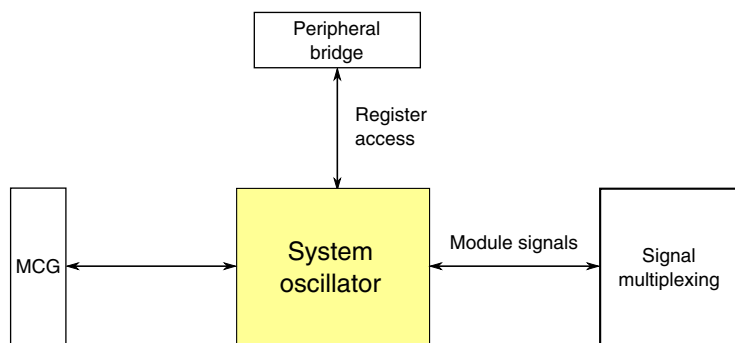 Peripheral
bridge
Register
access
MCG
System
oscillator
Module signals
Signal
multiplexing